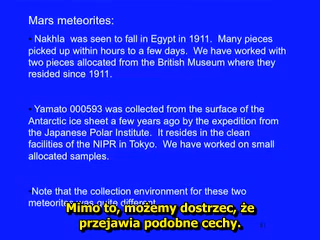 Mars meteorites:
• Nakhla was seen to fall in Egypt in 1911. Many pieces
picked up within hours to a few days. We have worked with
two pieces allocated from the British Museum where they
resided since 1911.
• Yamato 000593 was collected from the surface of the
Antarctic ice sheet a few years ago by the expedition from
the Japanese Polar Institute. It resides in the clean
facilities of the NIPR in Tokyo. We have worked on small
allocated samples.
•Note that the collection environment for these two
meteorites was quite different
Mimo to, możemy dostrzec, że
przejawia podobne cechy.